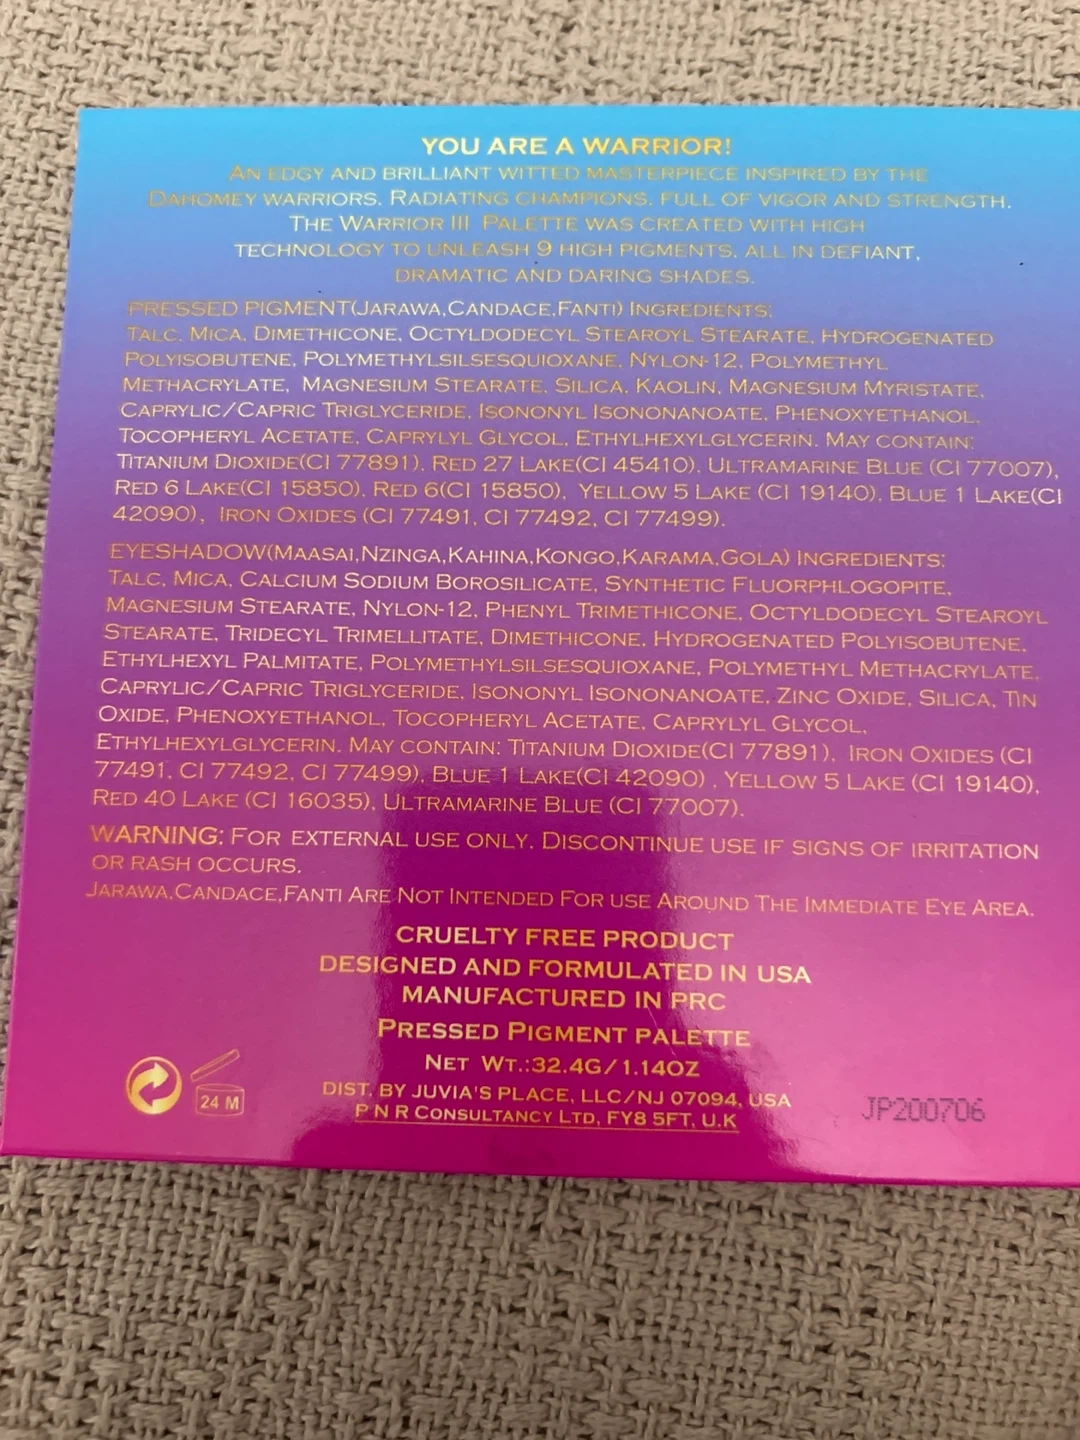 YOU ARE A WARRIOR!
AN EDGY AND BRILLIANT WITTED MASTERPIECE INSPIRED BY THE
DAHOMEY WARRIORS. RADIATING CHAMPIONS. FULL OF VIGOR AND STRENGTH.
THE WARRIOR III PALETTE WAS CREATED WITH HIGH
TECHNOLOGY TO UNLEASH 9 HIGH PIGMENTS. ALL IN DEFIANT,
DRAMATIC AND DARING SHADES.
PRESSED PIGMENT(JARAWA,CANDACE,FANTI) INGREDIENTS:
TALC, MICA, DIMETHICONE, OCTYLDODECYL STEAROYL STEARATE, HYDROGENATED
POLYISOBUTENE, POLYMETHYLSILSESQUIOXANE, NYLON-12, POLYMETHYL
METHACRYLATE, MAGNESIUM STEARATE, SILICA, KAOLIN, MAGNESIUM MYRISTATE,
CAPRYLIC/CAPRIC TRIGLYCERIDE, ISONONYL ISONONANOATE, PHENOXYETHANOL,
TOCOPHERYL ACETATE, CAPRYLYL GLYCOL, ETHYLHEXYLGLYCERIN. MAY CONTAIN:
TITANIUM DIOXIDE(CI 77891), RED 27 LAKE(CI 45410), ULTRAMARINE BLUE (CI 77007),
RED 6 LAKE(CI 15850), RED 6(CI 15850), YELLOW 5 LAKE (CI 19140), BLUE 1 LAKE(CI
42090), IRON OXIDES (CI 77491, CI 77492, CI 77499).
EYESHADOW(MAASAI,NZINGA,KAHINA,KONGO,KARAMA,GOLA) INGREDIENTS:
TALC, MICA, CALCIUM SODIUM BOROSILICATE, SYNTHETIC FLUORPHLOGOPITE,
MAGNESIUM STEARATE, NYLON-12, PHENYL TRIMETHICONE, OCTYLDODECYL STEAROYL
STEARATE, TRIDECYL TRIMELLITATE, DIMETHICONE, HYDROGENATED POLYISOBUTENE,
ETHYLHEXYL PALMITATE, POLYMETHYLSILSESQUIOXANE, POLYMETHYL METHACRYLATE,
CAPRYLIC/CAPRIC TRIGLYCERIDE, ISONONYL ISONONANOATE, ZINC OXIDE, SILICA, TIN
OXIDE, PHENOXYETHANOL, TOCOPHERYL ACETATE, CAPRYLYL GLYCOL,
ETHYLHEXYLGLYCERIN. MAY CONTAIN: TITANIUM DIOXIDE(CI 77891), IRON OXIDES (CI
77491, CI 77492, CI 77499), BLUE 1 LAKE(CI 42090) , YELLOW 5 LAKE (CI 19140),
RED 40 LAKE (CI 16035), ULTRAMARINE BLUE (CI 77007).
WARNING: FOR EXTERNAL USE ONLY. DISCONTINUE USE IF SIGNS OF IRRITATION
OR RASH OCCURS.
JARAWA,CANDACE,FANTI ARE NOT INTENDED FOR USE AROUND THE IMMEDIATE EYE AREA.
CRUELTY FREE PRODUCT
DESIGNED AND FORMULATED IN USA
MANUFACTURED IN PRC
PRESSED PIGMENT PALETTE
NET WT.:32.4G/1.14OZ
DIST. BY JUVIA'S PLACE, LLC/NJ 07094, USA
P N R CONSULTANCY LTD, FY8 5FT, U.K
24 M
JP200706